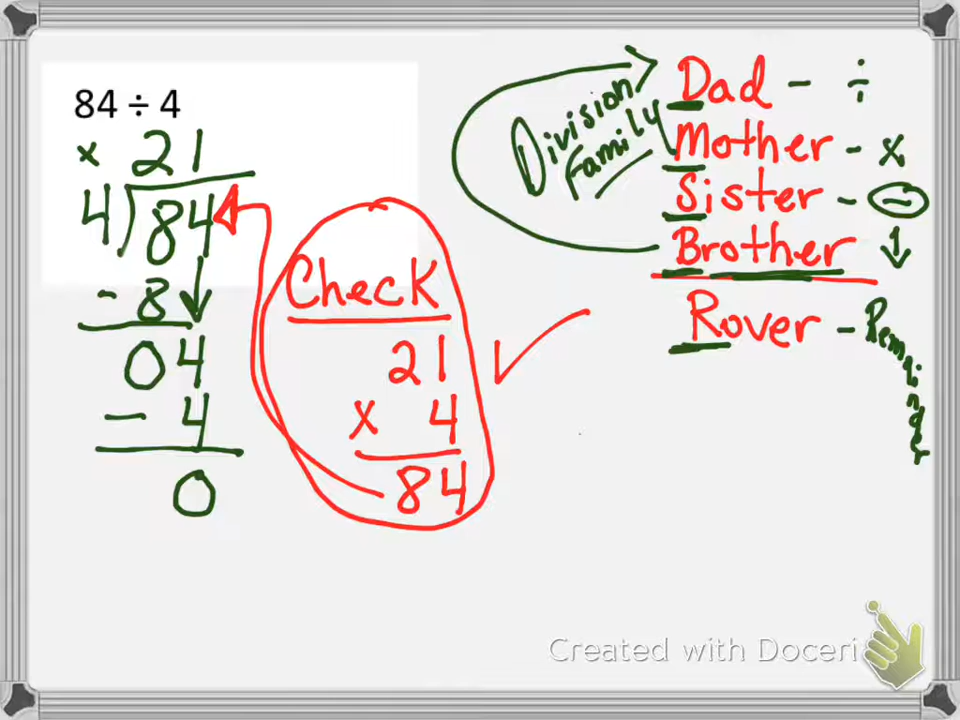 84 ÷ 4
x 21
4)84
- 8
04
- 4
0
Check
21
x 4
84
Division
Family
Dad - ÷
Mother - x
Sister - −
Brother ↓
Rover - Remainder
Created with Doceri